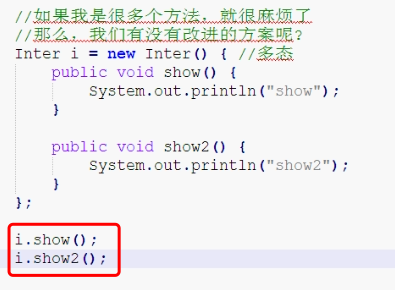 //如果我是很多个方法，就很麻烦了
//那么，我们有没有改进的方案呢?
Inter i = new Inter() { //多态
    public void show() {
        System.out.println("show");
    }

    public void show2() {
        System.out.println("show2");
    }
};

i.show();
i.show2();